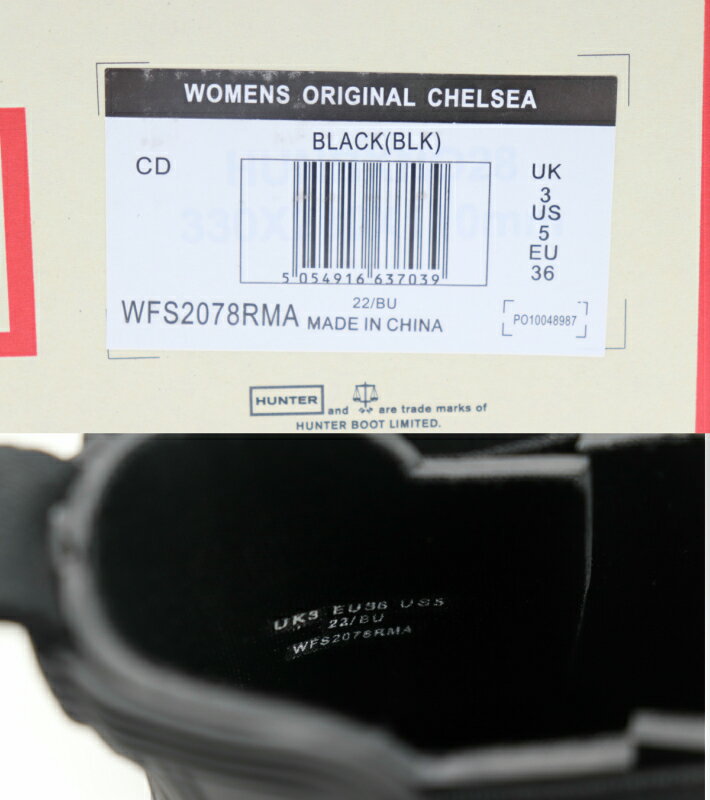 WOMENS ORIGINAL CHELSEA
BLACK(BLK)
CD
UK
3
US
5
EU
36
5 054916 637039
22/BU
WFS2078RMA
MADE IN CHINA
PO10048987
HUNTER and are trade marks of
HUNTER BOOT LIMITED.
UK3 EU36 US5
22/BU
WFS2078RMA